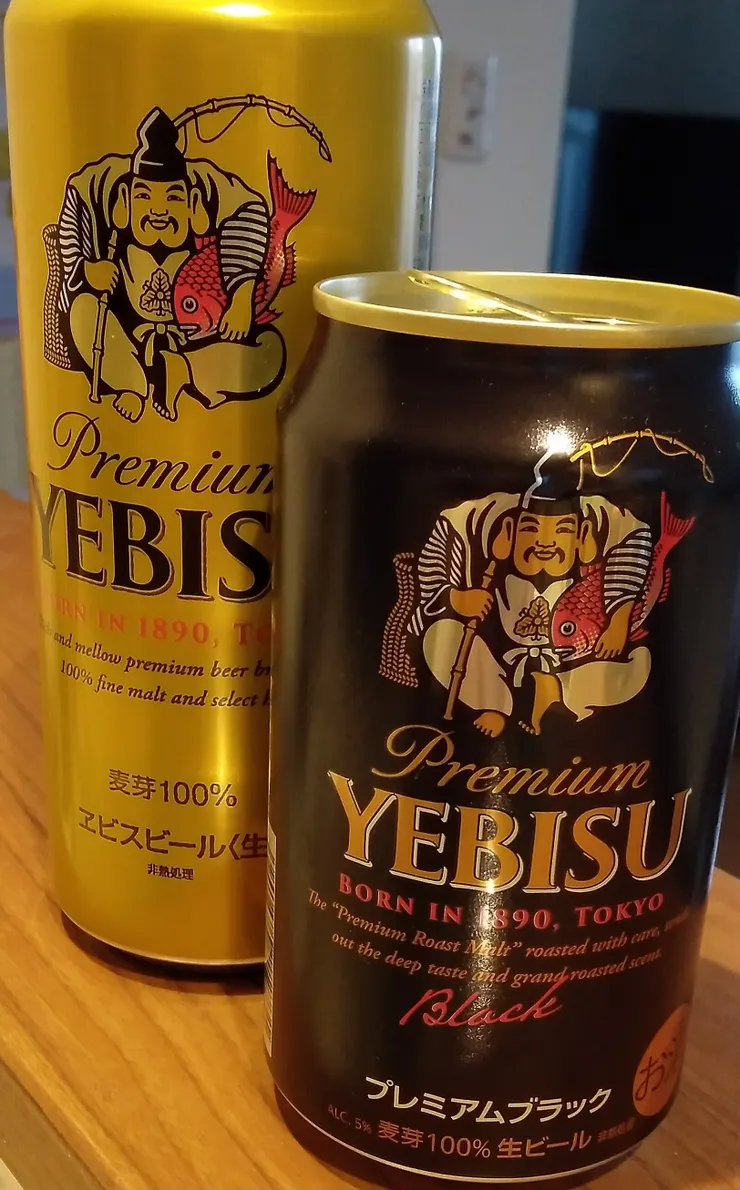 Premium
YEBIS
BORN IN 1890, TO
and mellow premium beer
100% fine malt and select
麦芽100%
ヱビスビール〈生
非熱処理
Premium
YEBISU
BORN IN 1890, TOKYO
The "Premium Roast Malt" roasted with care,
out the deep taste and grand roasted scent.
Black
プレミアムブラック
お酒
ALC. 5% 麦芽100% 生ビール 非熱処理